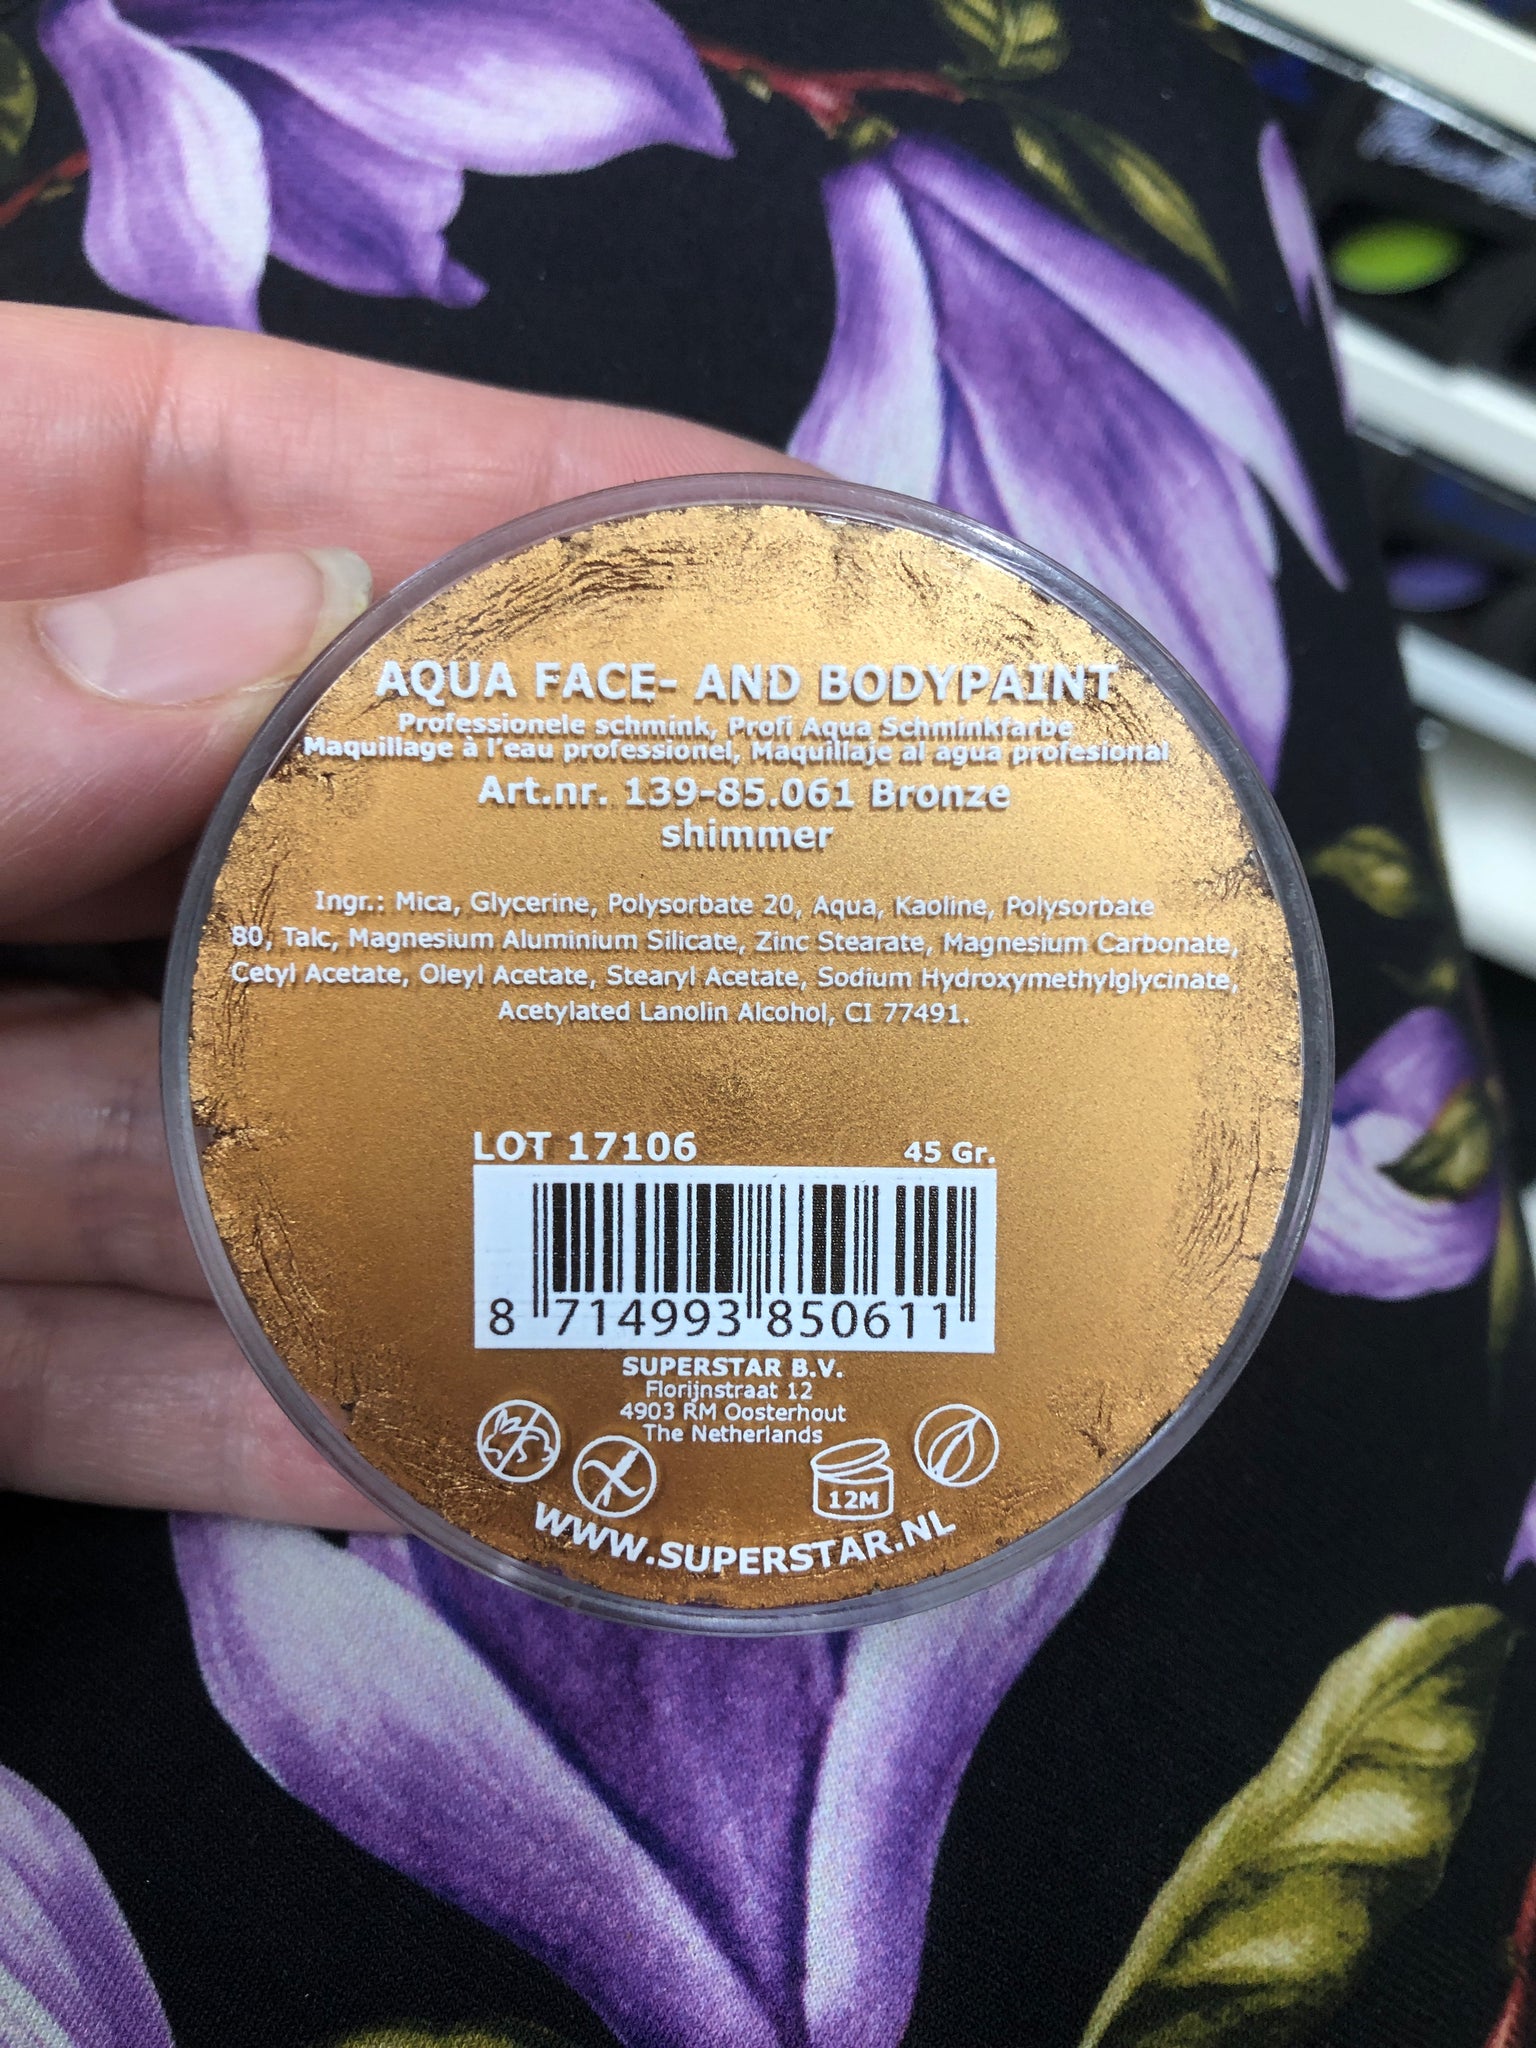 AQUA FACE- AND BODYPAINT
Professionele schmink, Profi Aqua Schminkfarbe
Maquillage à l'eau professionel, Maquillaje al agua profesional
Art.nr. 139-85.061 Bronze
shimmer
Ingr.: Mica, Glycerine, Polysorbate 20, Aqua, Kaoline, Polysorbate
80, Talc, Magnesium Aluminium Silicate, Zinc Stearate, Magnesium Carbonate,
Cetyl Acetate, Oleyl Acetate, Stearyl Acetate, Sodium Hydroxymethylglycinate,
Acetylated Lanolin Alcohol, CI 77491.
LOT 17106 45 Gr.
8 714993 850611
SUPERSTAR B.V.
Florijnstraat 12
4903 RM Oosterhout
The Netherlands
12M
WWW.SUPERSTAR.NL